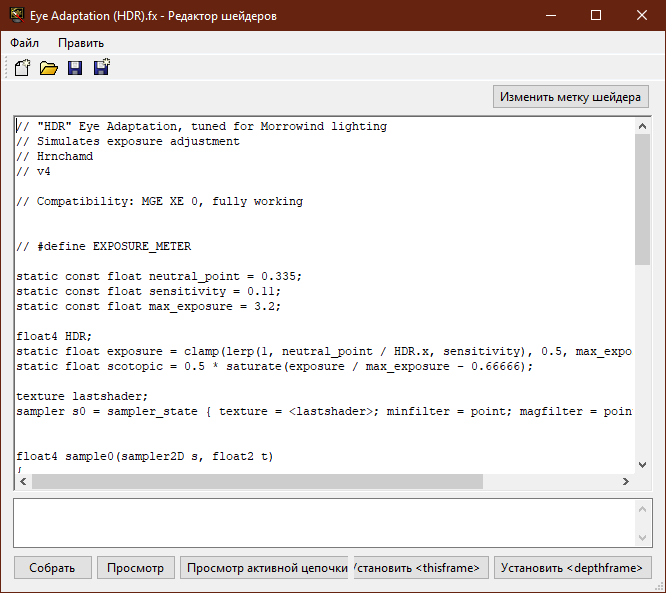 Eye Adaptation (HDR).fx - Редактор шейдеров
Файл Править
Изменить метку шейдера
// "HDR" Eye Adaptation, tuned for Morrowind lighting
// Simulates exposure adjustment
// Hrnchamd
// v4
// Compatibility: MGE XE 0, fully working
// #define EXPOSURE_METER
static const float neutral_point = 0.335;
static const float sensitivity = 0.11;
static const float max_exposure = 3.2;
float4 HDR;
static float exposure = clamp(lerp(1, neutral_point / HDR.x, sensitivity), 0.5, max_expo
static float scotopic = 0.5 * saturate(exposure / max_exposure - 0.66666);
texture lastshader;
sampler s0 = sampler_state { texture = <lastshader>; minfilter = point; magfilter = poin
float4 sample0(sampler2D s, float2 t)
{
Собрать Просмотр Просмотр активной цепочки Установить <thisframe> Установить <depthframe>